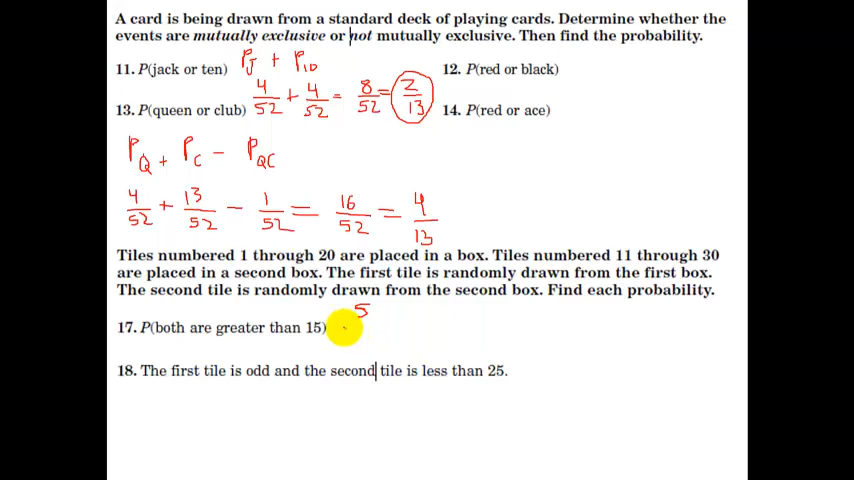 A card is being drawn from a standard deck of playing cards. Determine whether the
events are mutually exclusive or not mutually exclusive. Then find the probability.
11. P(jack or ten) P_J + P_10
12. P(red or black)
4/52 + 4/52 = 8/52 = 2/13
13. P(queen or club)
14. P(red or ace)
P_Q + P_C - P_QC
4/52 + 13/52 - 1/52 = 16/52 = 4/13
Tiles numbered 1 through 20 are placed in a box. Tiles numbered 11 through 30
are placed in a second box. The first tile is randomly drawn from the first box.
The second tile is randomly drawn from the second box. Find each probability.
5
17. P(both are greater than 15)
18. The first tile is odd and the second tile is less than 25.